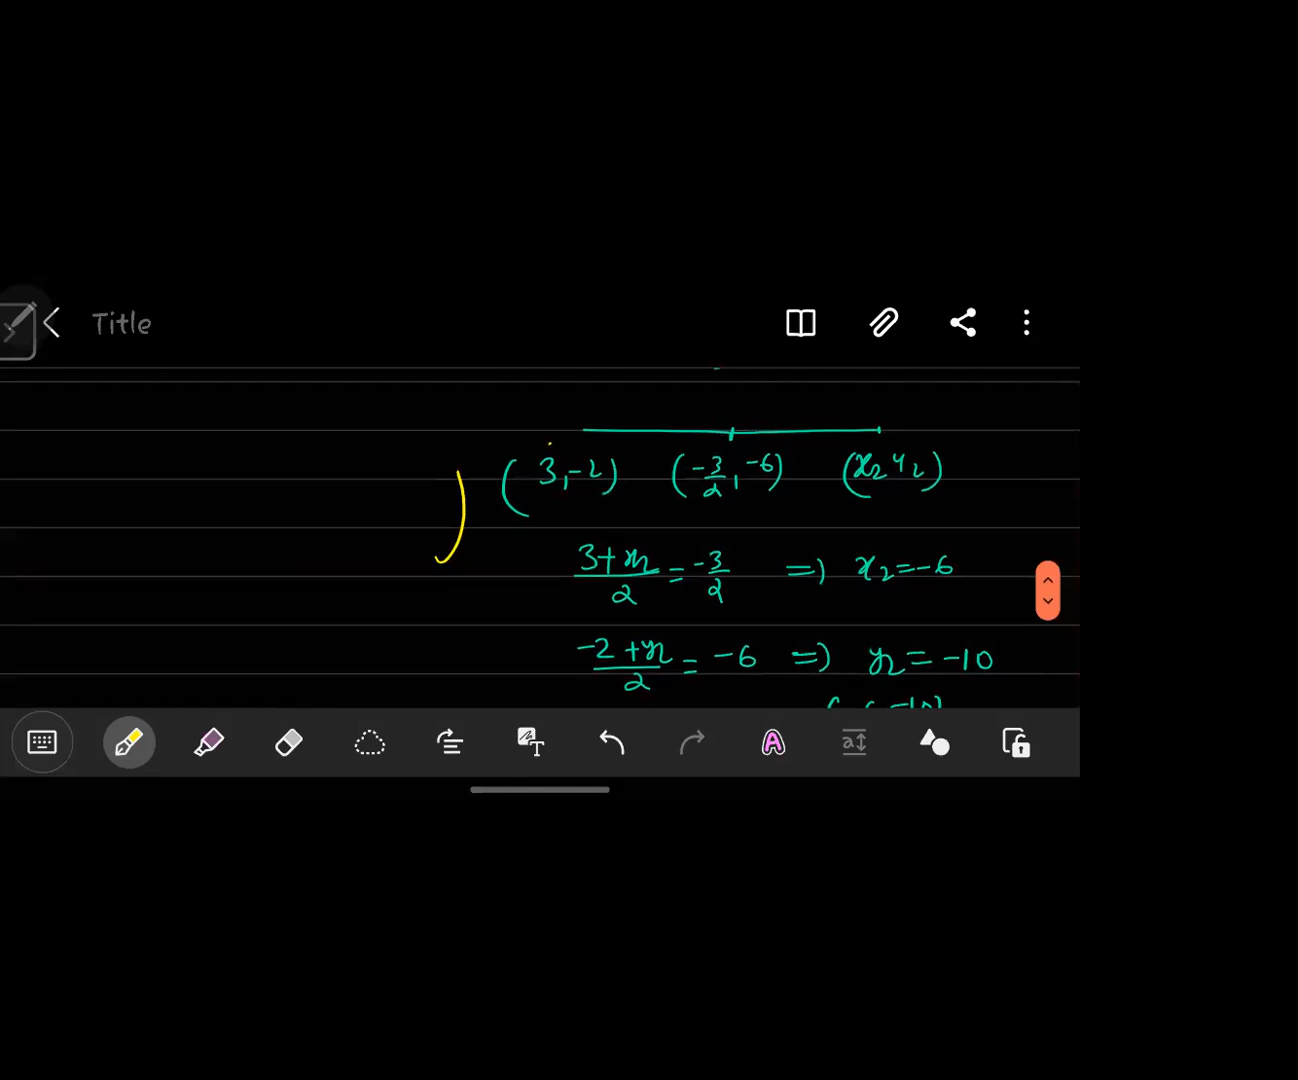 Title
(3,-2) (-3/2,-6) (x2 y2)
3+x2/2 = -3/2 => x2=-6
-2+y2/2 = -6 => y2=-10